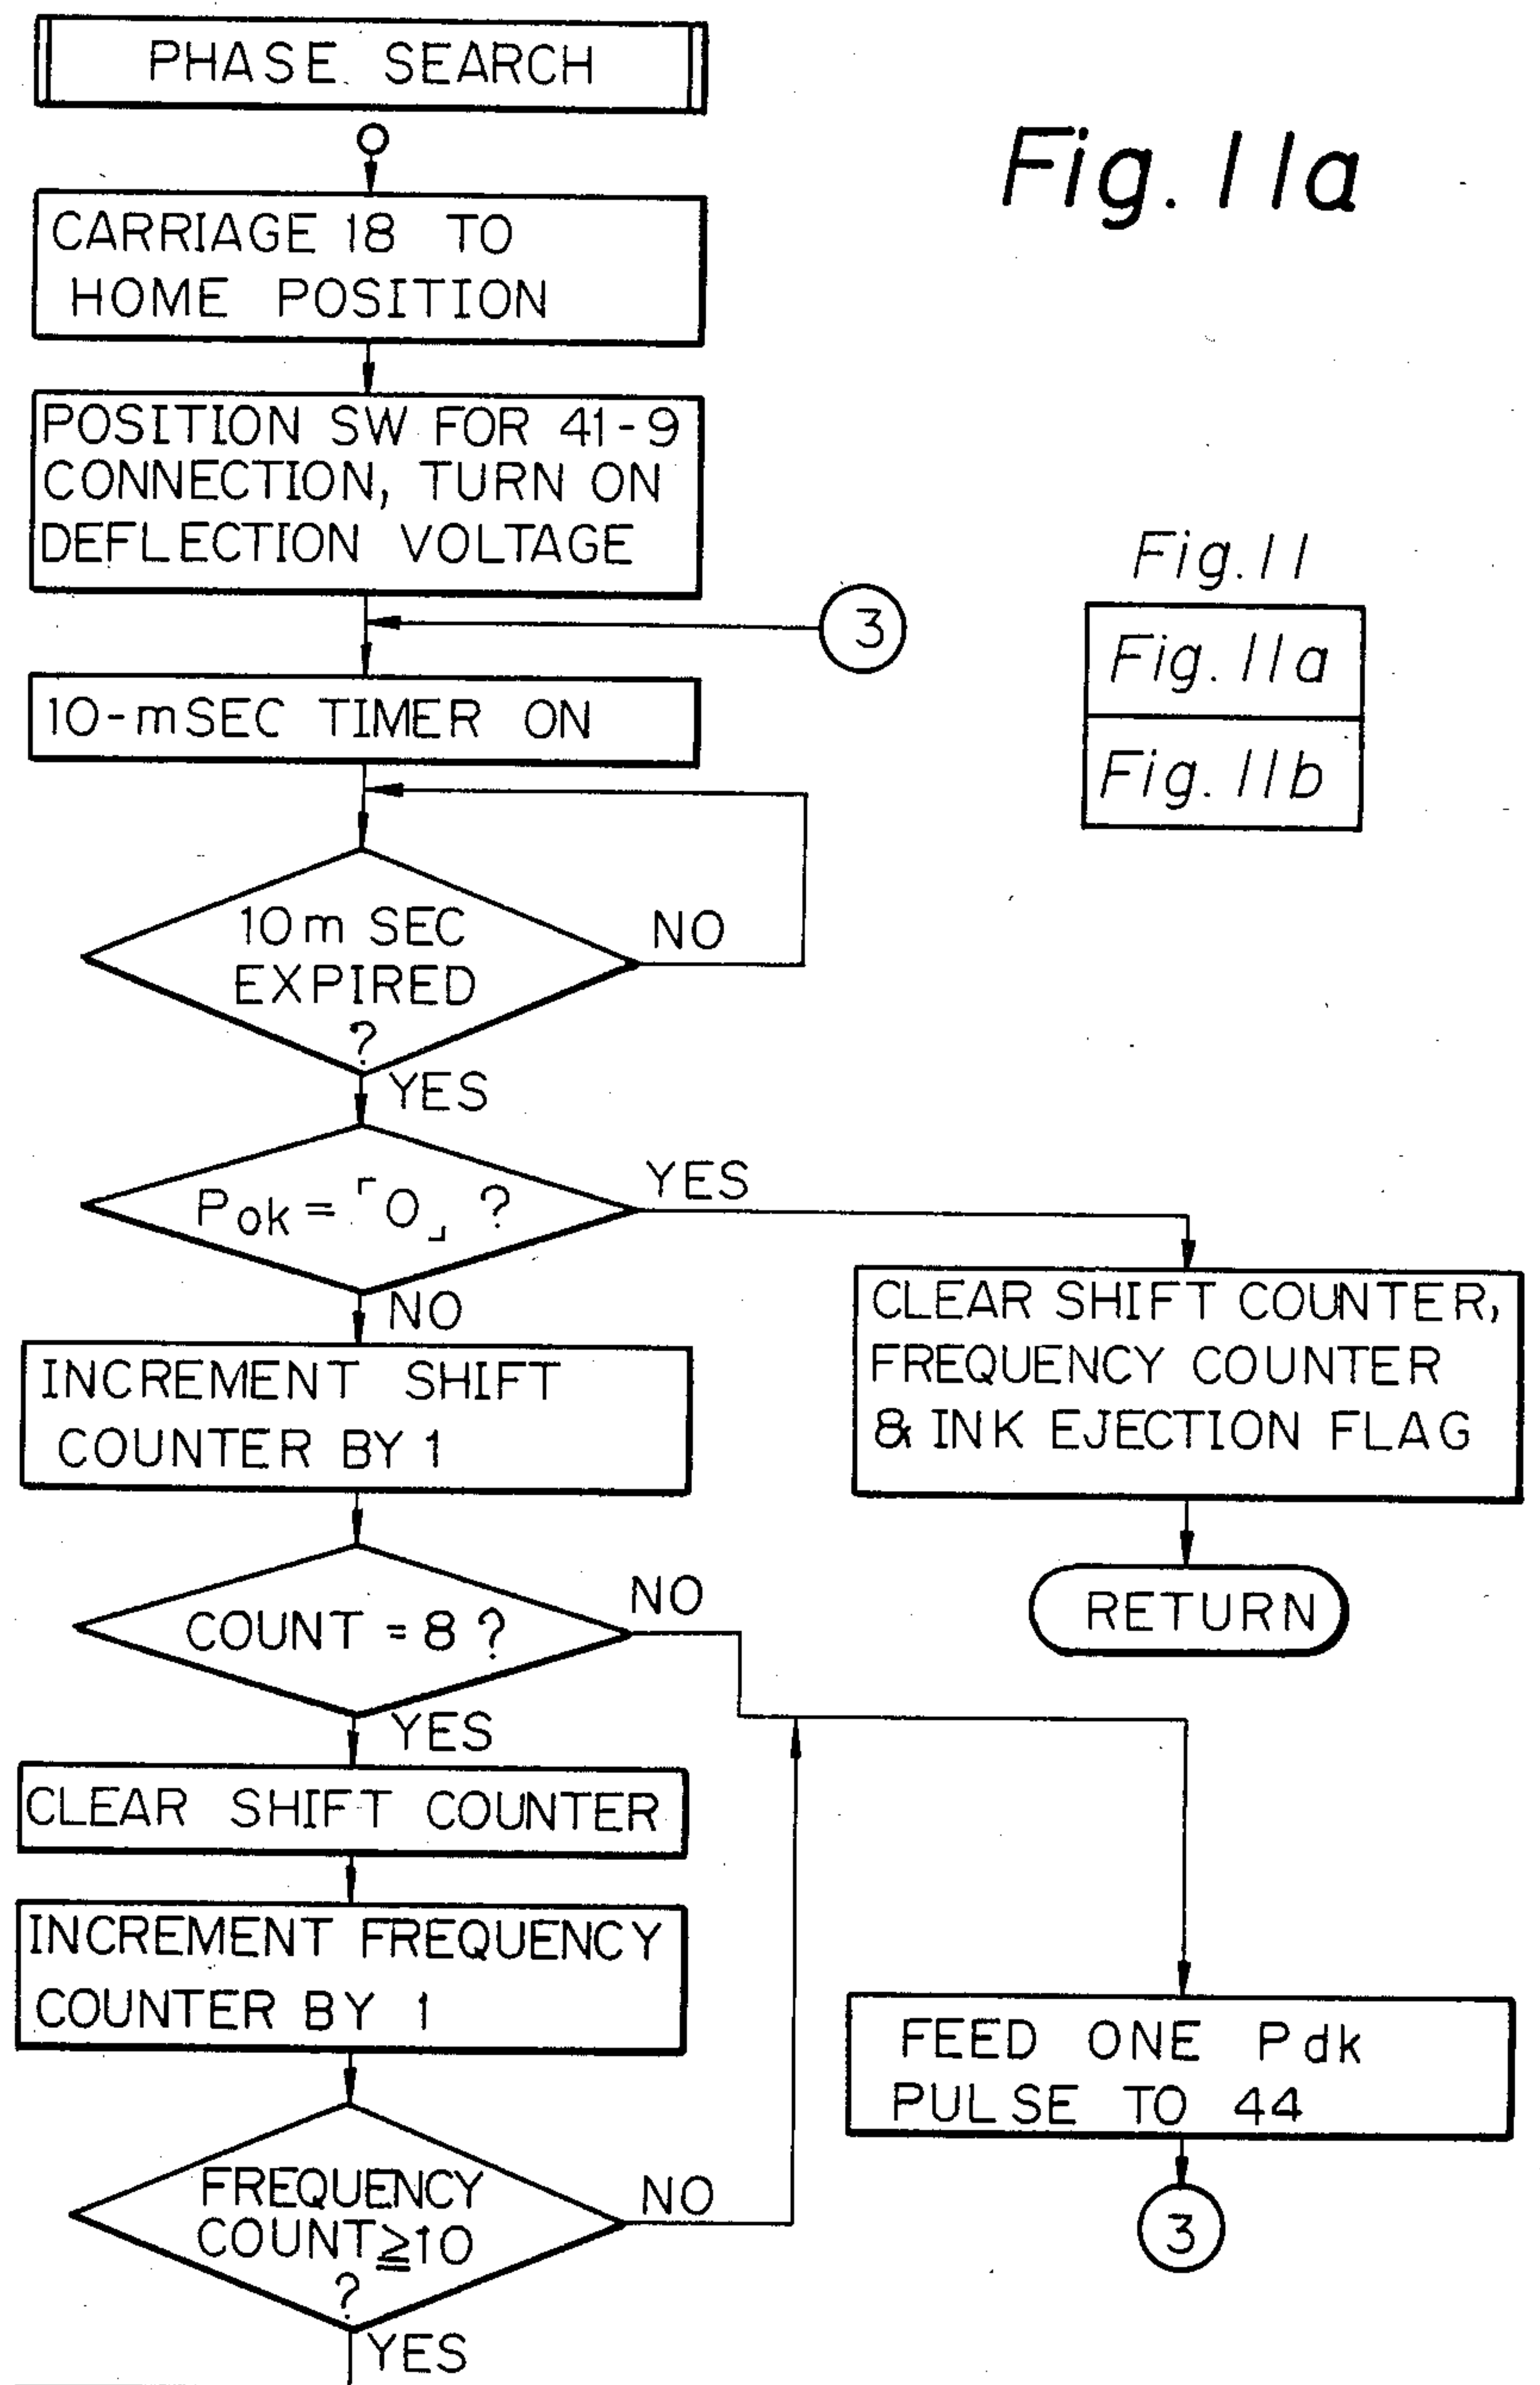 PHASE SEARCH
Fig. 11a
CARRIAGE 18 TO
HOME POSITION
POSITION SW FOR 41-9
CONNECTION, TURN ON
DEFLECTION VOLTAGE
3
Fig. 11
Fig. 11a
Fig. 11b
10-mSEC TIMER ON
10m SEC
EXPIRED
?
NO
YES
Pok = 「0」 ?
YES
NO
CLEAR SHIFT COUNTER,
FREQUENCY COUNTER
& INK EJECTION FLAG
RETURN
INCREMENT SHIFT
COUNTER BY 1
COUNT = 8 ?
NO
YES
CLEAR SHIFT COUNTER
INCREMENT FREQUENCY
COUNTER BY 1
FEED ONE Pdk
PULSE TO 44
3
FREQUENCY
COUNT≧10
?
NO
YES